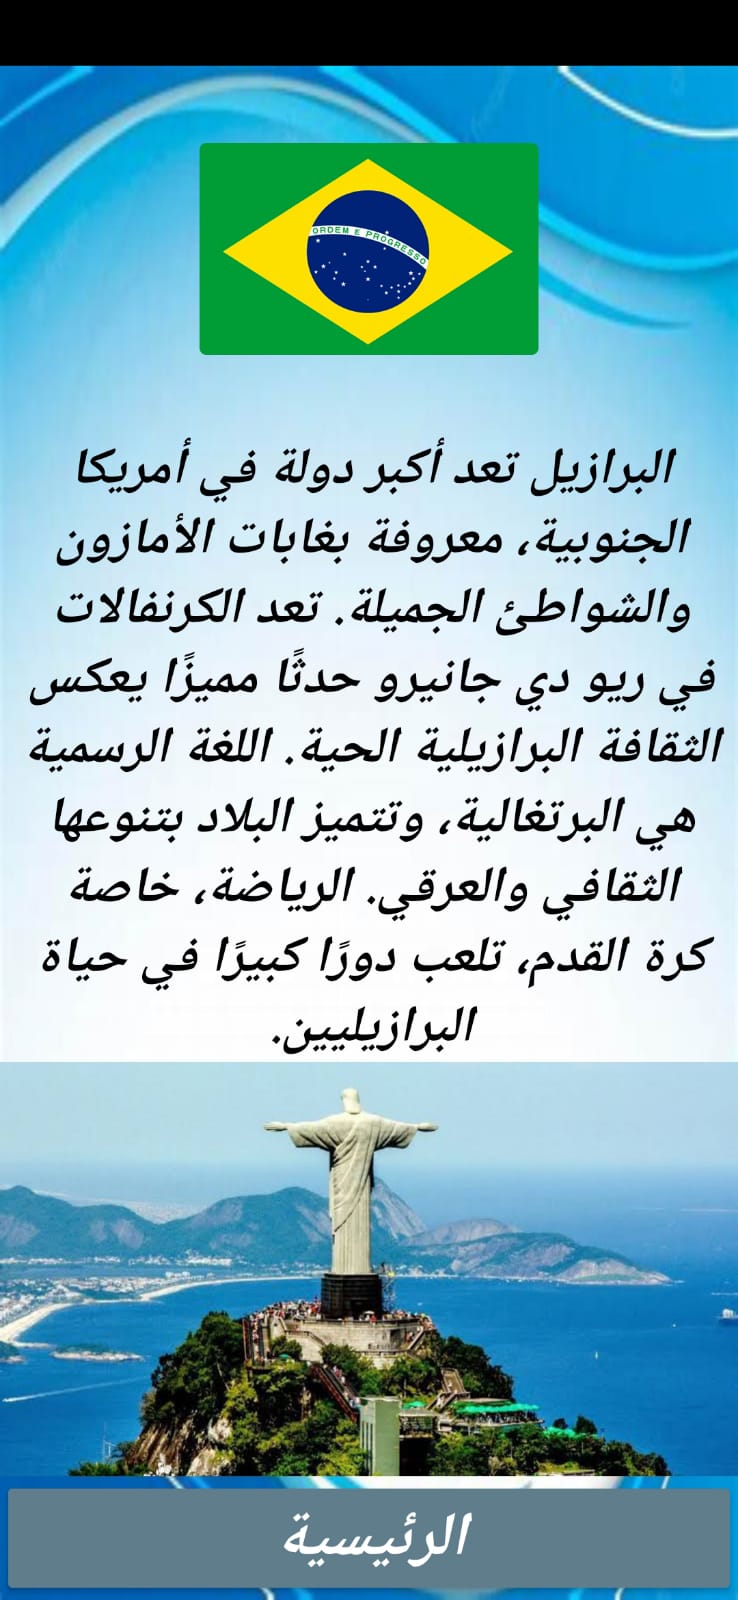 ORDEM E PROGRESSO
البرازيل تعد أكبر دولة في أمريكا
الجنوبية، معروفة بغابات الأمازون
والشواطئ الجميلة. تعد الكرنفالات
في ريو دي جانيرو حدثًا مميزًا يعكس
الثقافة البرازيلية الحية. اللغة الرسمية
هي البرتغالية، وتتميز البلاد بتنوعها
الثقافي والعرقي. الرياضة، خاصة
كرة القدم، تلعب دورًا كبيرًا في حياة
البرازيليين.
الرئيسية